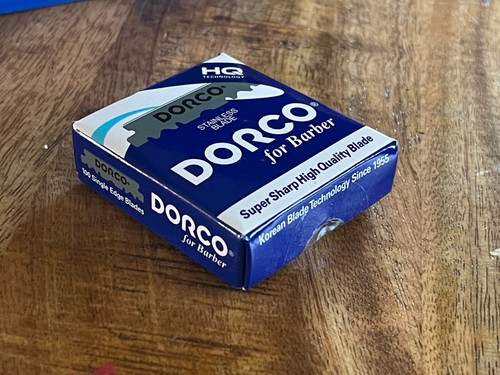 HQ
TECHNOLOGY
DORCO
STAINLESS
BLADE
DORCO®
for Barber
Super Sharp High Quality Blade
DORCO
100 Single Edge Blades
DORCO
for Barber
Korean Blade Technology Since 1955